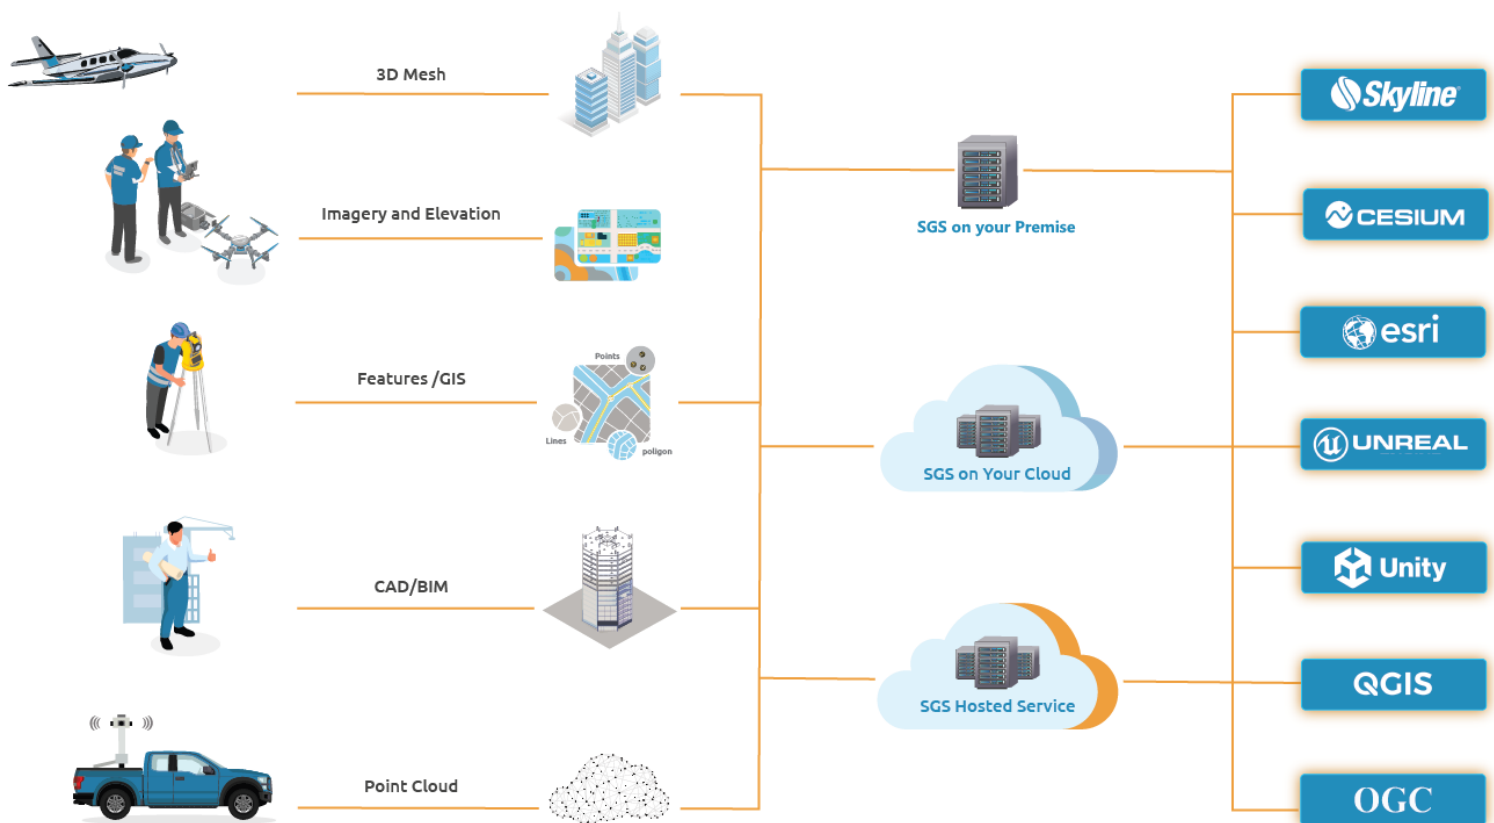 3D Mesh
Imagery and Elevation
Features /GIS
Points
Lines
poligon
CAD/BIM
Point Cloud
SGS on your Premise
SGS on Your Cloud
SGS Hosted Service
Skyline
CESIUM
esri
UNREAL
Unity
QGIS
OGC